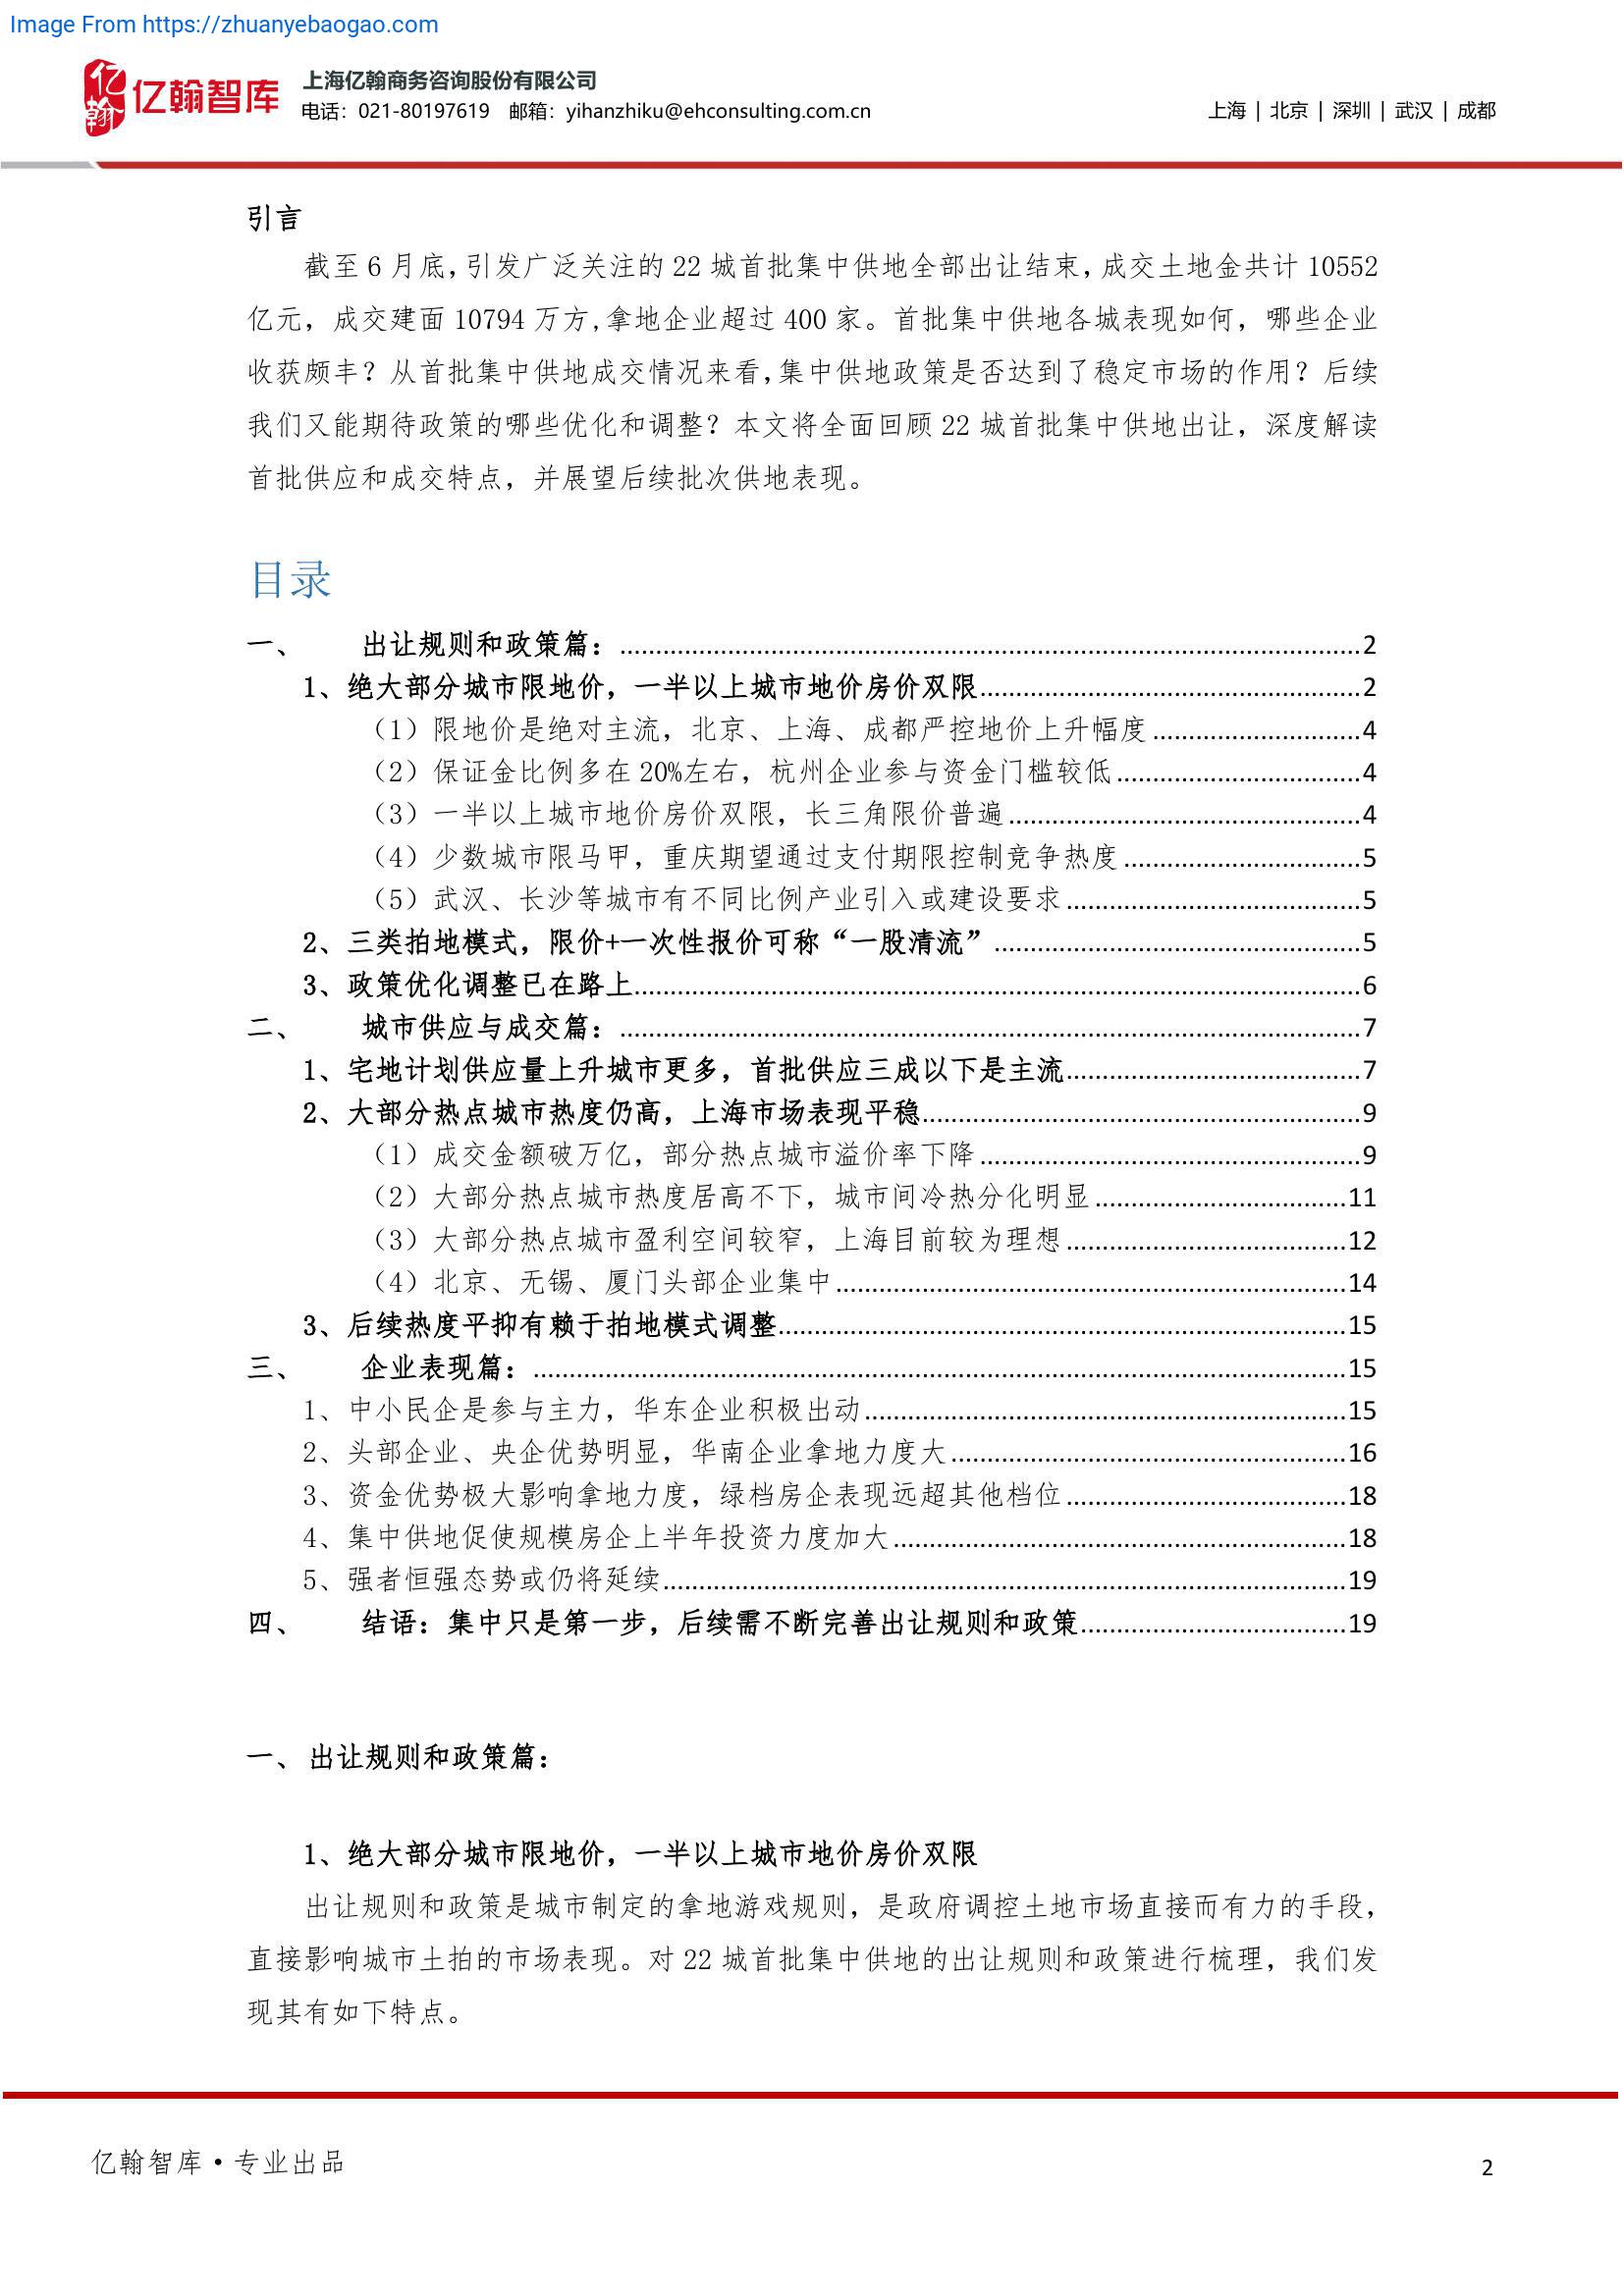 Image From https://zhuanyebaogao.com
亿翰
亿翰智库
上海亿翰商务咨询股份有限公司
电话：021-80197619 邮箱：yihanzhiku@ehconsulting.com.cn
上海 | 北京 | 深圳 | 武汉 | 成都
引言
截至 6 月底，引发广泛关注的 22 城首批集中供地全部出让结束，成交土地金共计 10552
亿元，成交建面 10794 万方,拿地企业超过 400 家。首批集中供地各城表现如何，哪些企业
收获颇丰？从首批集中供地成交情况来看，集中供地政策是否达到了稳定市场的作用？后续
我们又能期待政策的哪些优化和调整？本文将全面回顾 22 城首批集中供地出让，深度解读
首批供应和成交特点，并展望后续批次供地表现。
目录
一、 出让规则和政策篇：2
1、绝大部分城市限地价，一半以上城市地价房价双限2
（1）限地价是绝对主流，北京、上海、成都严控地价上升幅度4
（2）保证金比例多在 20%左右，杭州企业参与资金门槛较低4
（3）一半以上城市地价房价双限，长三角限价普遍4
（4）少数城市限马甲，重庆期望通过支付期限控制竞争热度5
（5）武汉、长沙等城市有不同比例产业引入或建设要求5
2、三类拍地模式，限价+一次性报价可称“一股清流”5
3、政策优化调整已在路上6
二、 城市供应与成交篇：7
1、宅地计划供应量上升城市更多，首批供应三成以下是主流7
2、大部分热点城市热度仍高，上海市场表现平稳9
（1）成交金额破万亿，部分热点城市溢价率下降9
（2）大部分热点城市热度居高不下，城市间冷热分化明显11
（3）大部分热点城市盈利空间较窄，上海目前较为理想12
（4）北京、无锡、厦门头部企业集中14
3、后续热度平抑有赖于拍地模式调整15
三、 企业表现篇：15
1、中小民企是参与主力，华东企业积极出动15
2、头部企业、央企优势明显，华南企业拿地力度大16
3、资金优势极大影响拿地力度，绿档房企表现远超其他档位18
4、集中供地促使规模房企上半年投资力度加大18
5、强者恒强态势或仍将延续19
四、 结语：集中只是第一步，后续需不断完善出让规则和政策19
一、 出让规则和政策篇：
1、绝大部分城市限地价，一半以上城市地价房价双限
出让规则和政策是城市制定的拿地游戏规则，是政府调控土地市场直接而有力的手段，
直接影响城市土拍的市场表现。对 22 城首批集中供地的出让规则和政策进行梳理，我们发
现其有如下特点。
亿翰智库·专业出品
2